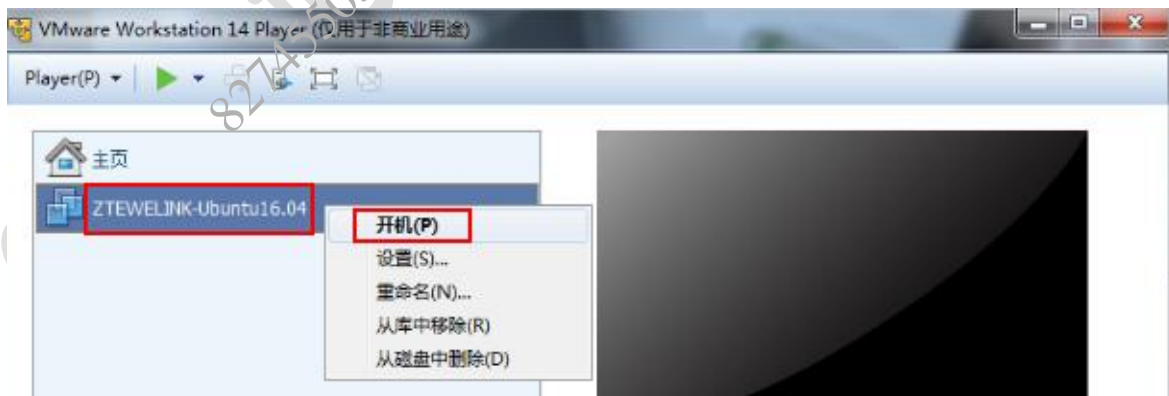 VMware Workstation 14 Player (仅用于非商业用途)
Player(P)
主页
ZTEWELINK-Ubuntu16.04
开机(P)
设置(S)...
重命名(N)...
从库中移除(R)
从磁盘中删除(D)